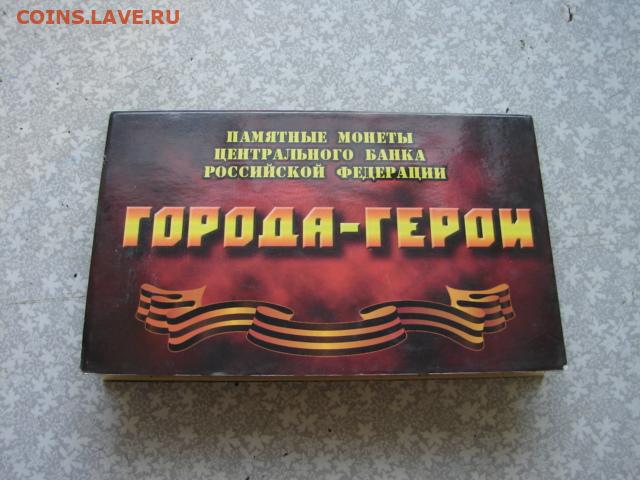 COINS.LAVE.RU
ПАМЯТНЫЕ МОНЕТЫ
ЦЕНТРАЛЬНОГО БАНКА
РОССИЙСКОЙ ФЕДЕРАЦИИ
ГОРОДА-ГЕРОИ